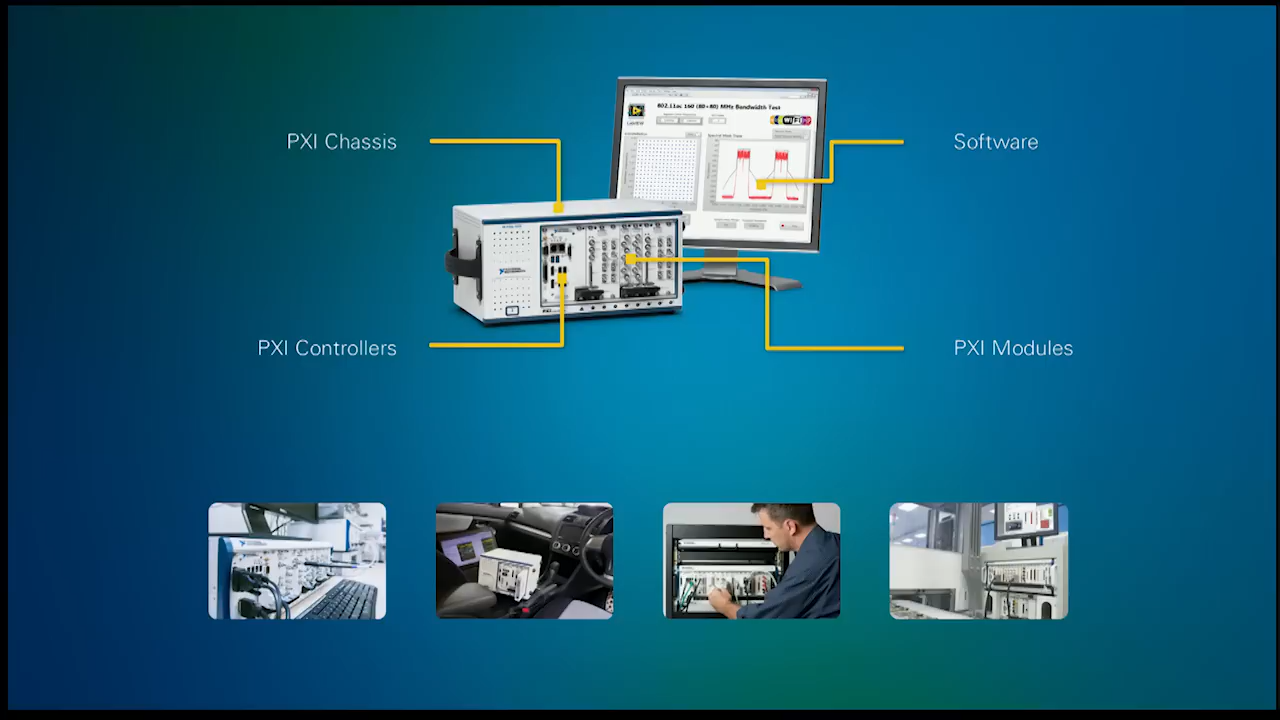 802.11ac 160 (80+80) MHz Bandwidth Test
PXI Chassis
Software
PXI Controllers
PXI Modules